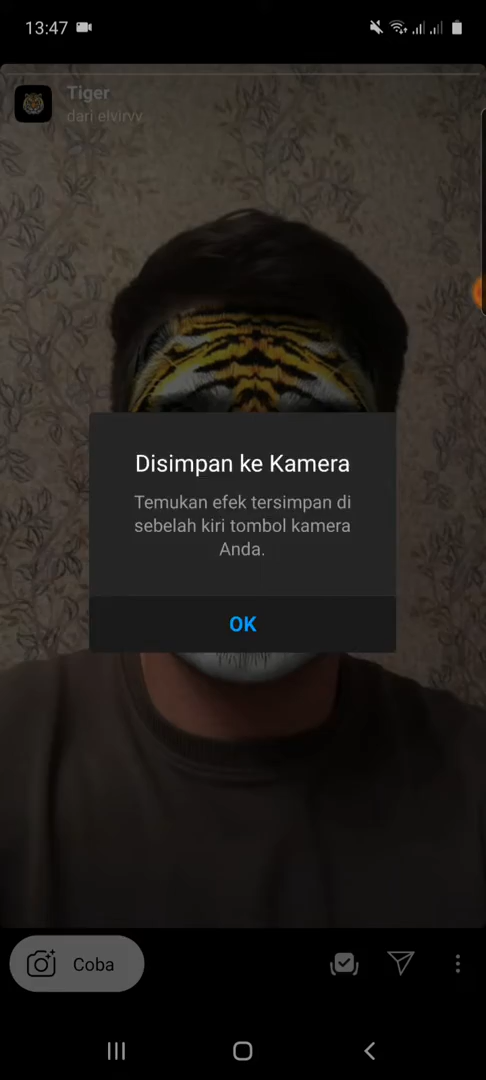 13:47
Tiger
dari elvirvv
Disimpan ke Kamera
Temukan efek tersimpan di
sebelah kiri tombol kamera
Anda.
OK
Coba